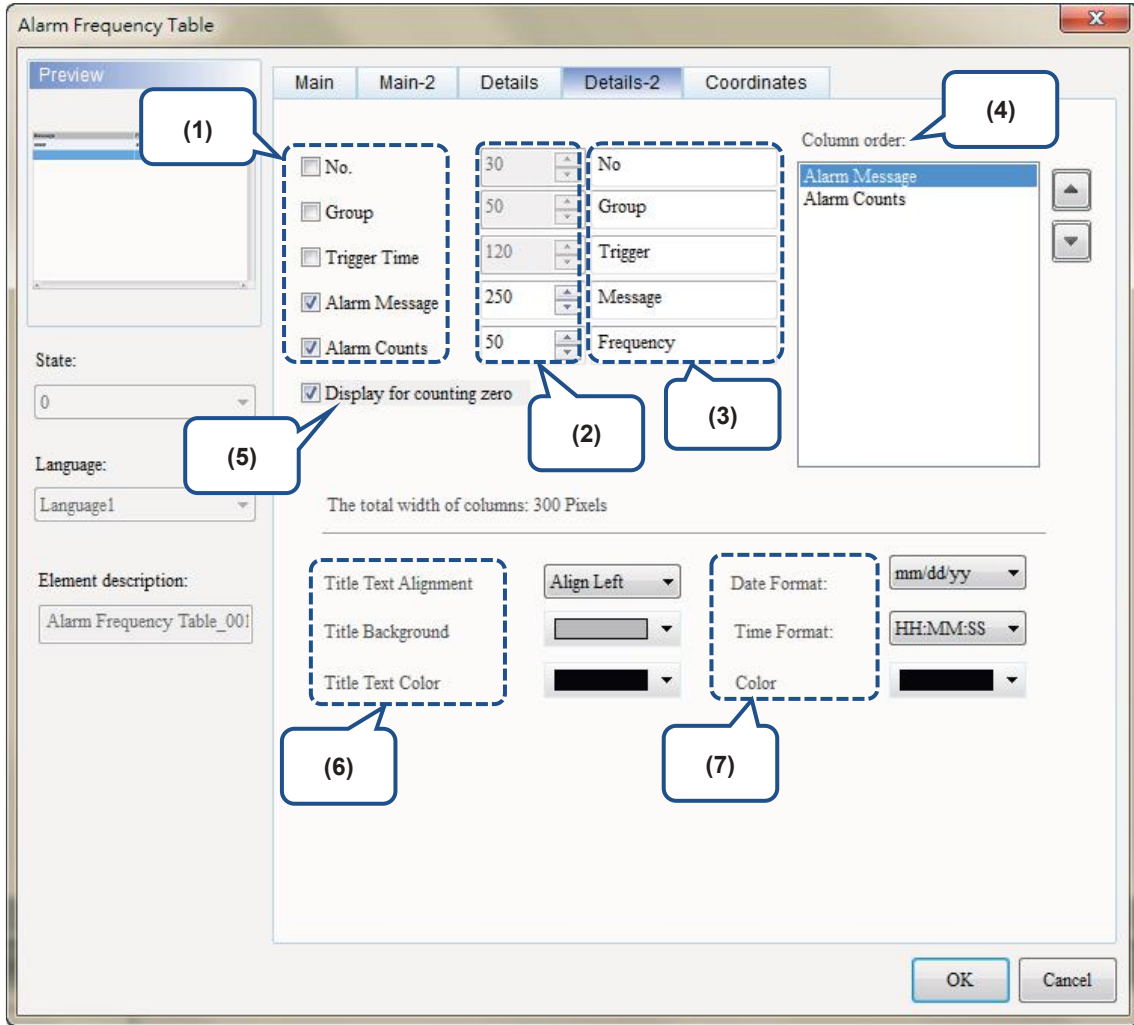 Alarm Frequency Table
Preview
Main Main-2 Details Details-2 Coordinates
(1)
(4)
Column order:
No. 30 No
Alarm Message
Group 50 Group
Alarm Counts
Trigger Time 120 Trigger
Alarm Message 250 Message
Alarm Counts 50 Frequency
Display for counting zero
(2)
(3)
(5)
State:
0
Language:
Language1
The total width of columns: 300 Pixels
Element description:
Alarm Frequency Table_001
Title Text Alignment Align Left Date Format: mm/dd/yy
Title Background Time Format: HH:MM:SS
Title Text Color Color
(6)
(7)
OK Cancel